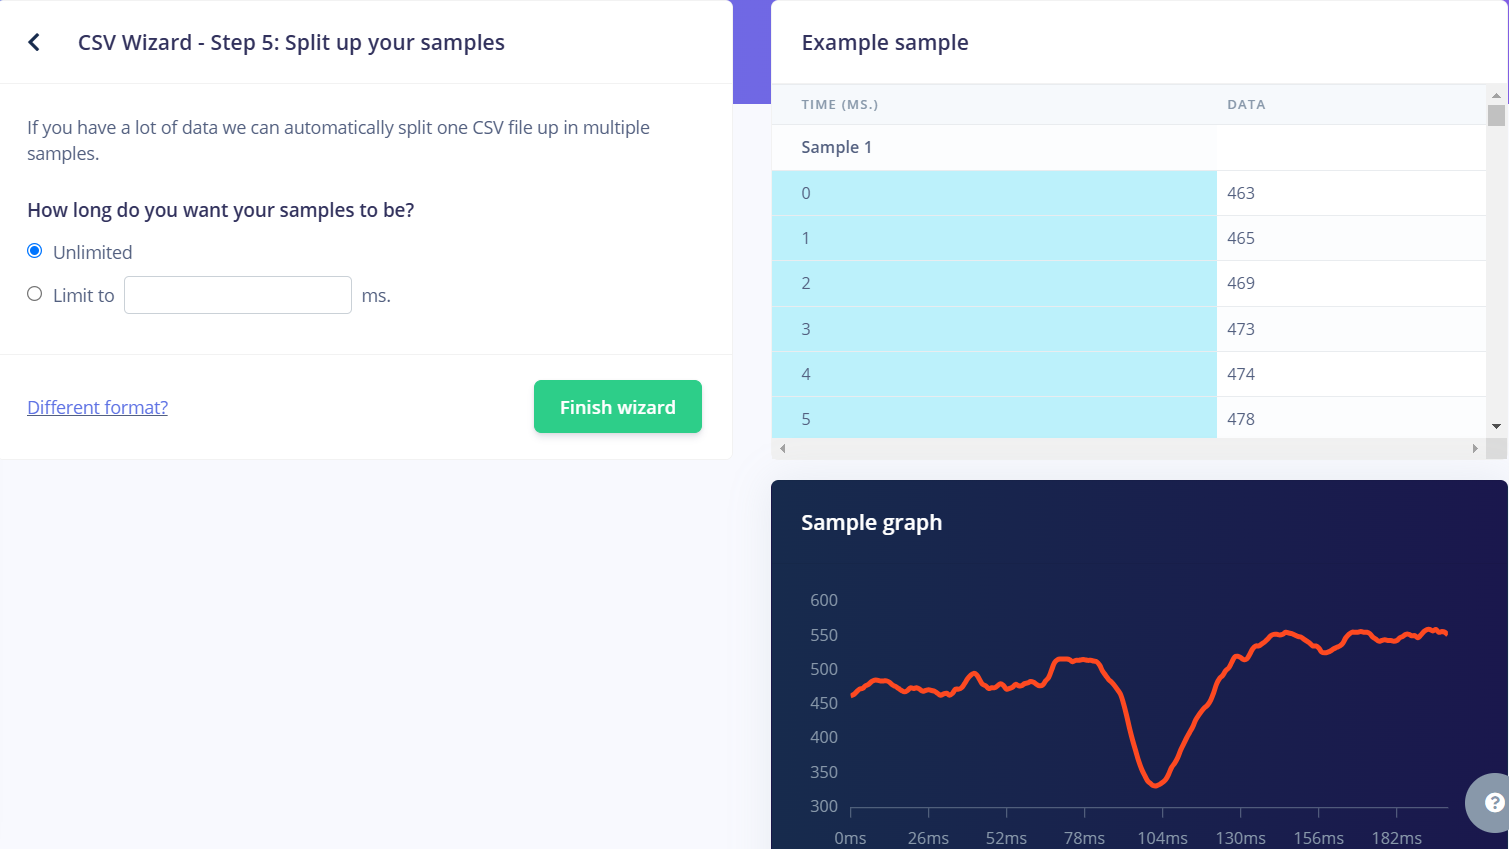 CSV Wizard - Step 5: Split up your samples
If you have a lot of data we can automatically split one CSV file up in multiple
samples.
How long do you want your samples to be?
Unlimited
Limit to ms.
Different format?
Finish wizard
Example sample
TIME (MS.) DATA
Sample 1
0 463
1 465
2 469
3 473
4 474
5 478
Sample graph
600
550
500
450
400
350
300
0ms 26ms 52ms 78ms 104ms 130ms 156ms 182ms
?